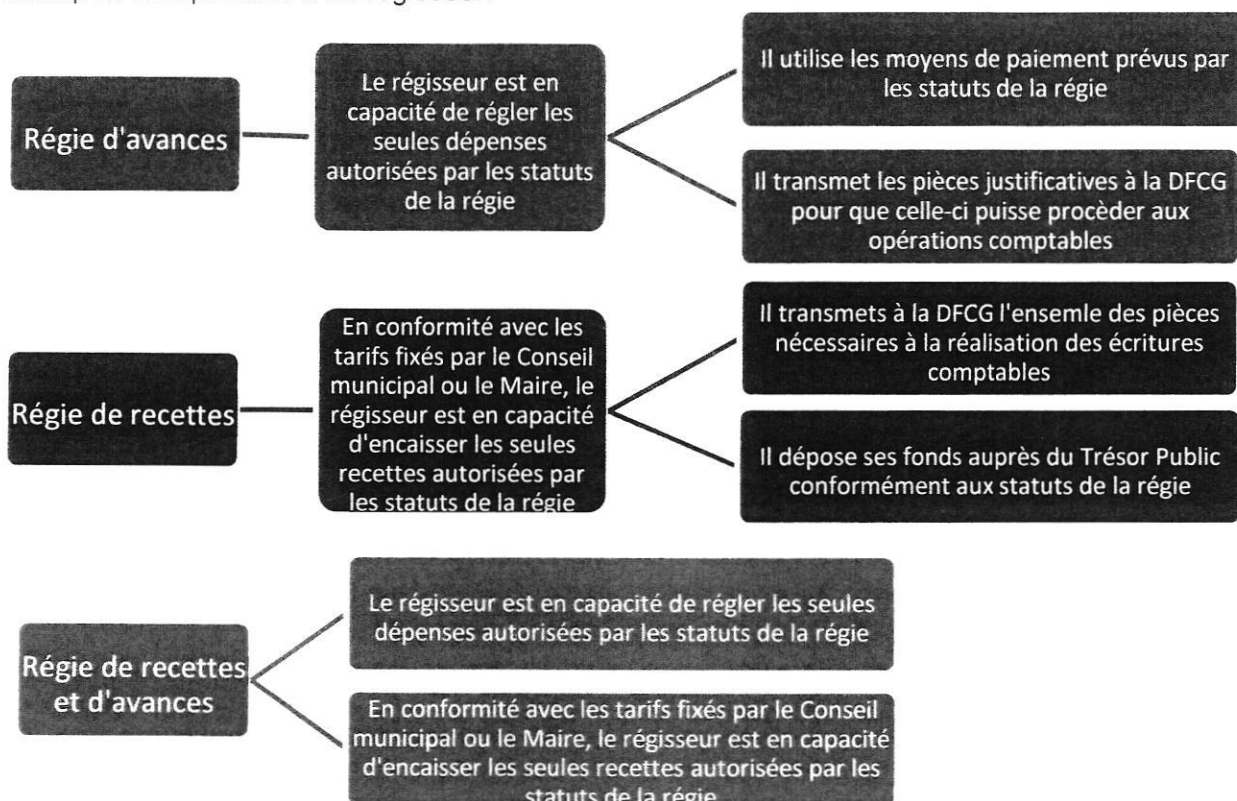 Régie d'avances
Le régisseur est en
capacité de régler les
seules dépenses
autorisées par les statuts
de la régie
Il utilise les moyens de paiement prévus par
les statuts de la régie
Il transmet les pièces justificatives à la DFCG
pour que celle-ci puisse procèder aux
opérations comptables
Régie de recettes
En conformité avec les
tarifs fixés par le Conseil
municipal ou le Maire, le
régisseur est en capacité
d'encaisser les seules
recettes autorisées par
les statuts de la régie
Il transmets à la DFCG l'ensemle des pièces
nécessaires à la réalisation des écritures
comptables
Il dépose ses fonds auprès du Trésor Public
conformément aux statuts de la régie
Régie de recettes
et d'avances
Le régisseur est en capacité de régler les seules
dépenses autorisées par les statuts de la régie
En conformité avec les tarifs fixés par le Conseil
municipal ou le Maire, le régisseur est en capacité
d'encaisser les seules recettes autorisées par les
statuts de la régie